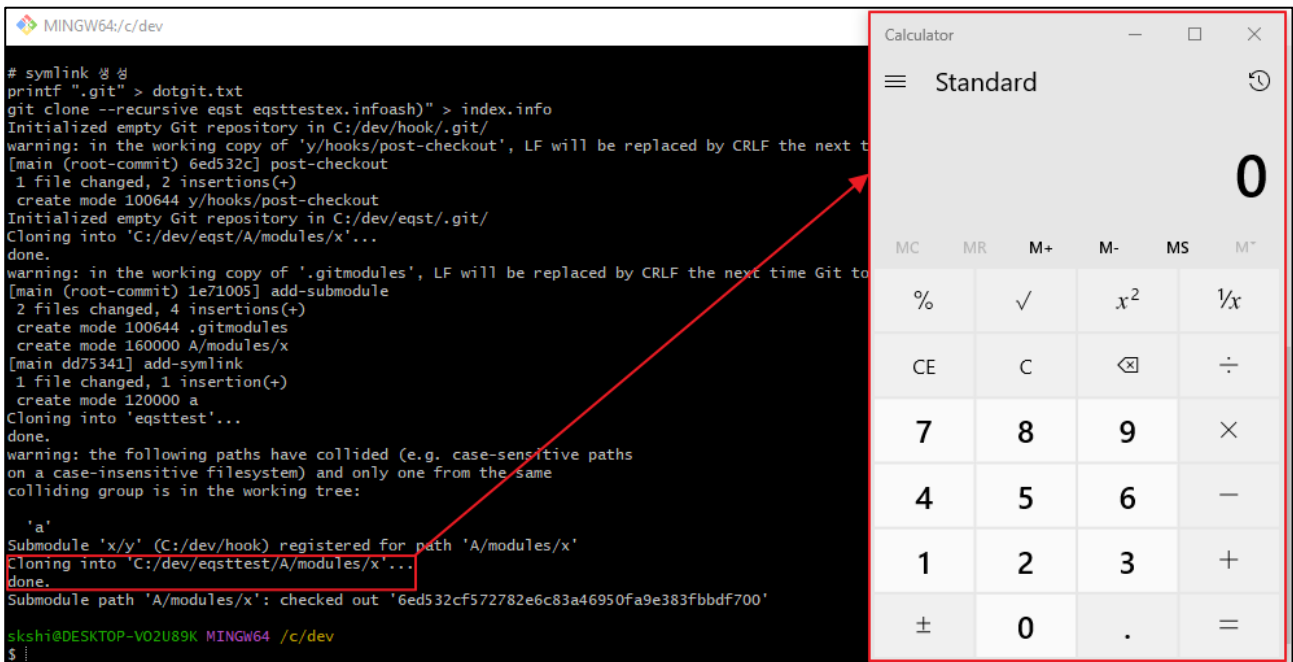 MINGW64:/c/dev
# symlink 생성
printf ".git" > dotgit.txt
git clone --recursive eqst eqsttestex.infoash)" > index.info
Initialized empty Git repository in C:/dev/hook/.git/
warning: in the working copy of 'y/hooks/post-checkout', LF will be replaced by CRLF the next t
[main (root-commit) 6ed532c] post-checkout
1 file changed, 2 insertions(+)
create mode 100644 y/hooks/post-checkout
Initialized empty Git repository in C:/dev/eqst/.git/
Cloning into 'C:/dev/eqst/A/modules/x'...
done.
warning: in the working copy of '.gitmodules', LF will be replaced by CRLF the next time Git to
[main (root-commit) 1e71005] add-submodule
2 files changed, 4 insertions(+)
create mode 100644 .gitmodules
create mode 160000 A/modules/x
[main dd75341] add-symlink
1 file changed, 1 insertion(+)
create mode 120000 a
Cloning into 'eqsttest'...
done.
warning: the following paths have collided (e.g. case-sensitive paths
on a case-insensitive filesystem) and only one from the same
colliding group is in the working tree:
'a'
Submodule 'x/y' (C:/dev/hook) registered for path 'A/modules/x'
Cloning into 'C:/dev/eqsttest/A/modules/x'...
done.
Submodule path 'A/modules/x': checked out '6ed532cf572782e6c83a46950fa9e383fbbdf700'
skshi@DESKTOP-VO2U89K MINGW64 /c/dev
$
Calculator
Standard
0
MC MR M+ M- MS M˅
% √ x² ¹/x
CE C ⌫ ÷
7 8 9 ×
4 5 6 −
1 2 3 +
± 0 . =